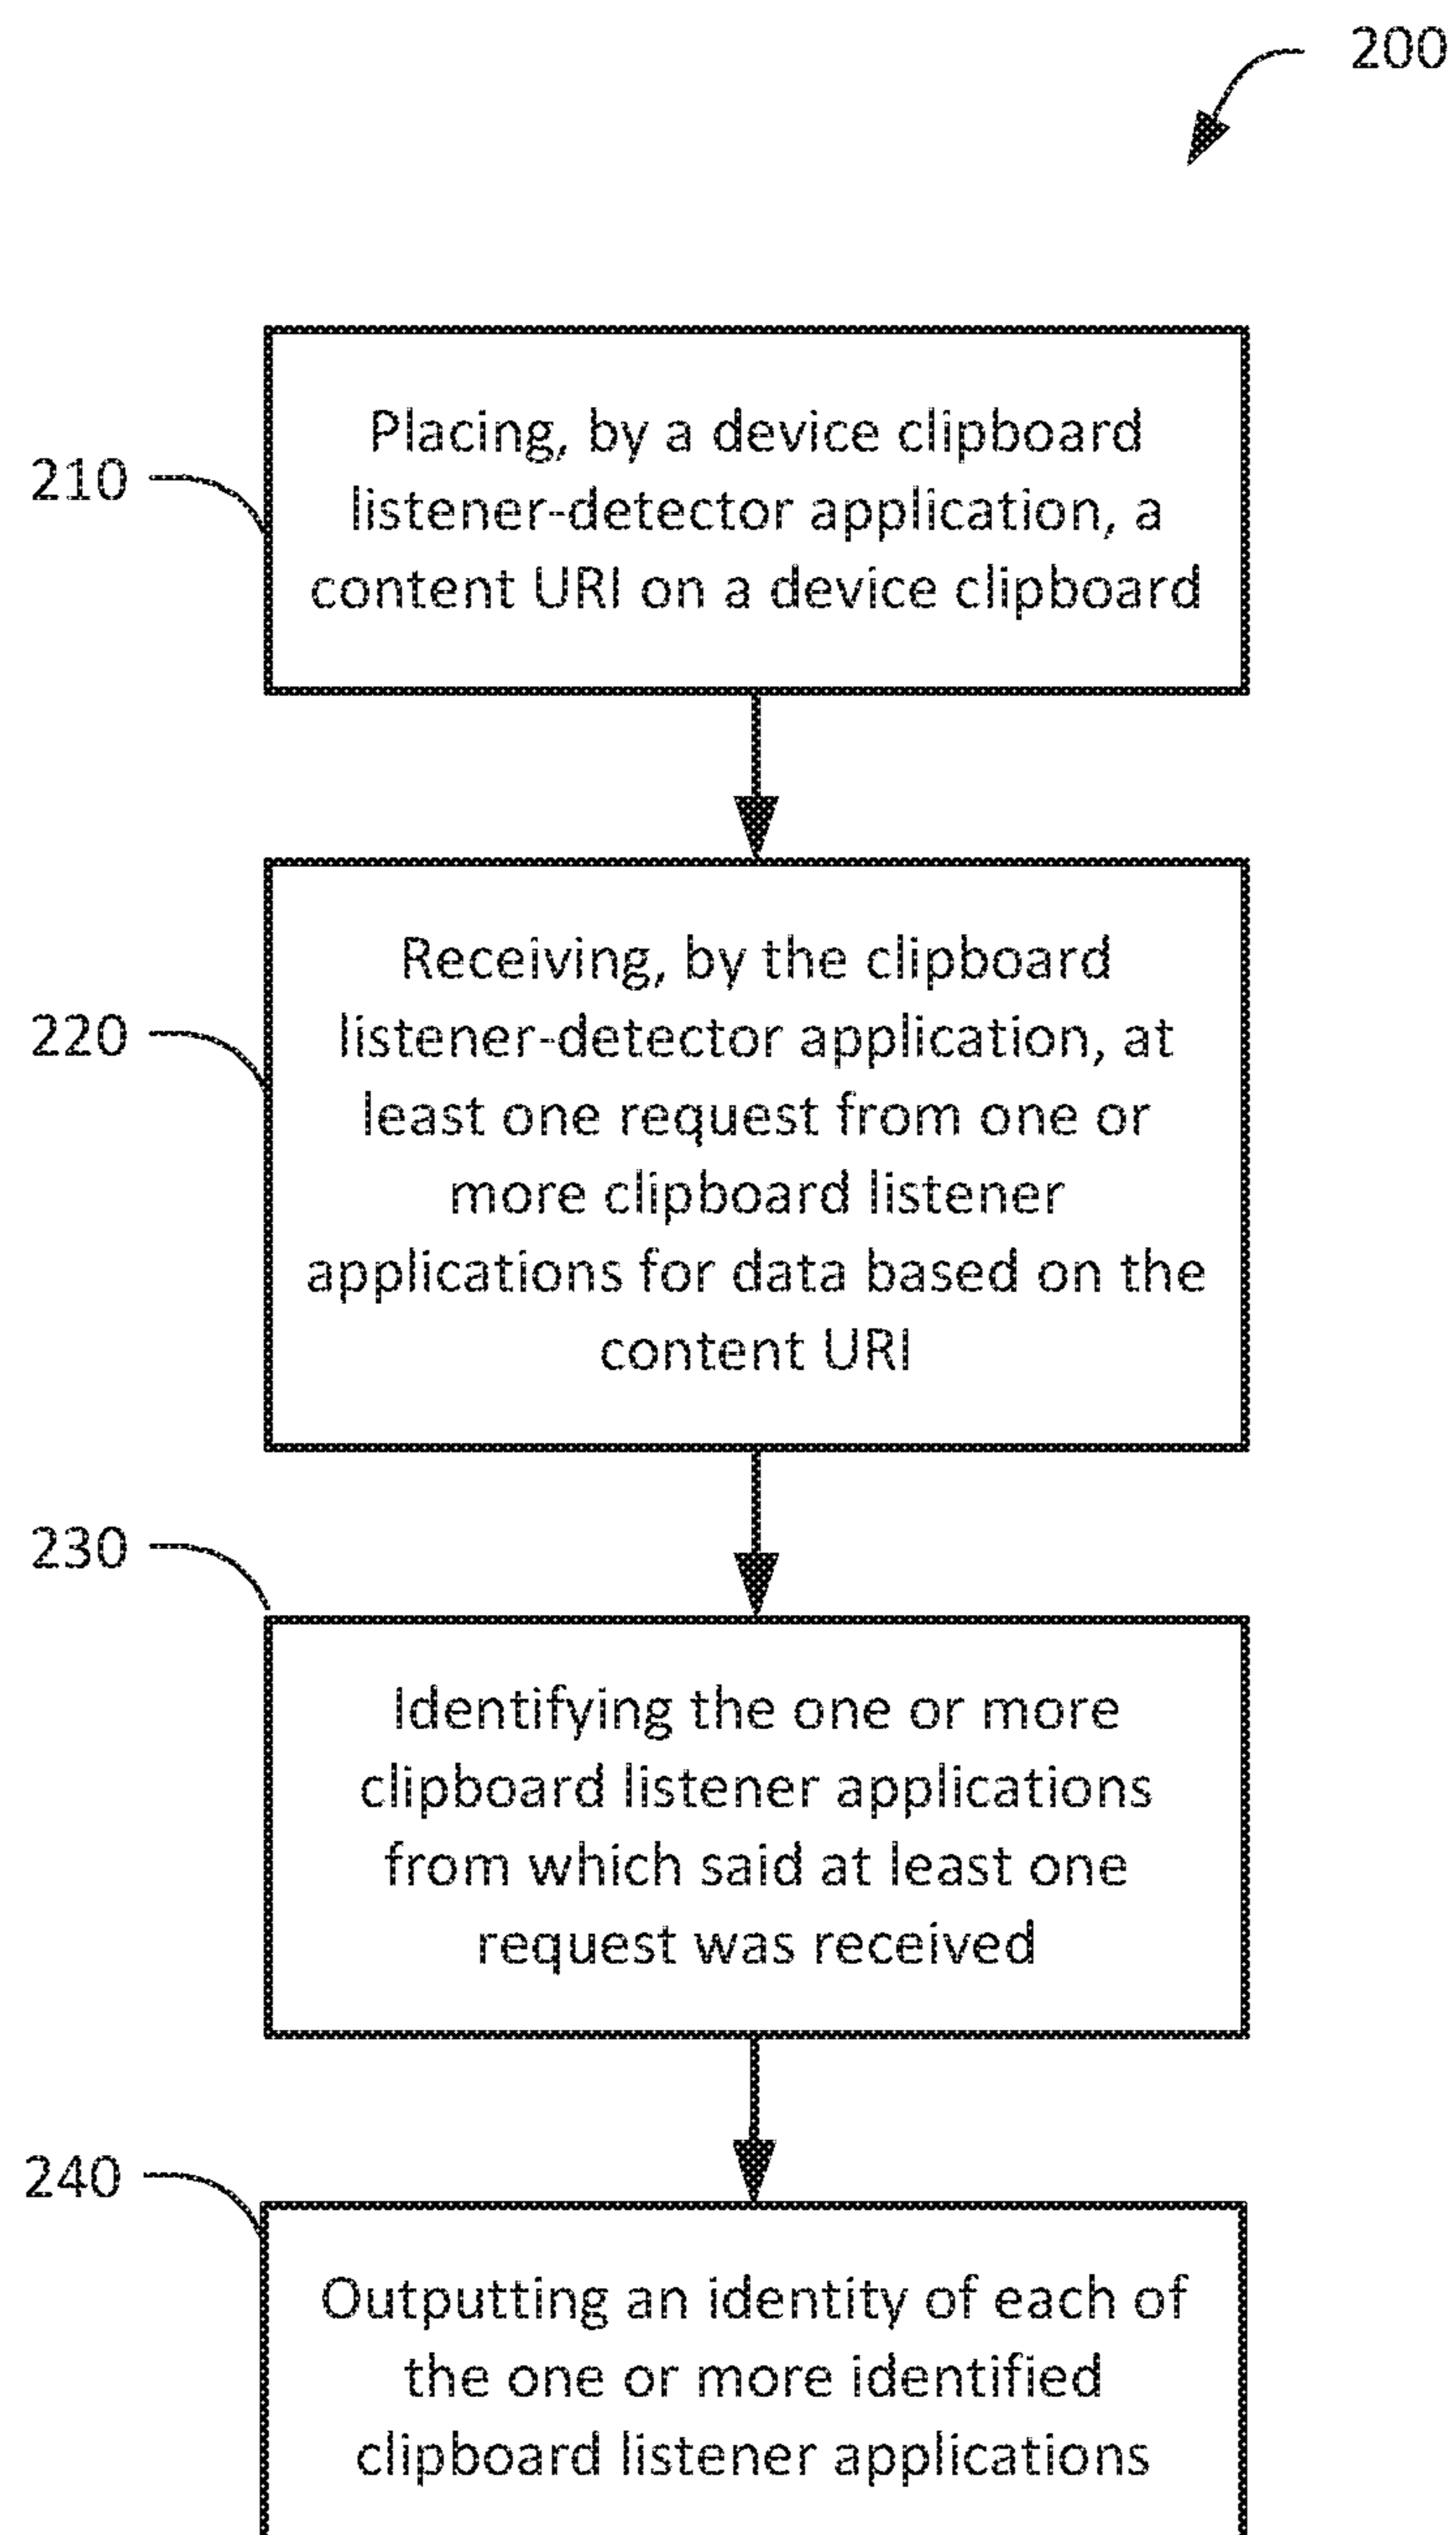 200
210
Placing, by a device clipboard
listener-detector application, a
content URI on a device clipboard
220
Receiving, by the clipboard
listener-detector application, at
least one request from one or
more clipboard listener
applications for data based on the
content URI
230
Identifying the one or more
clipboard listener applications
from which said at least one
request was received
240
Outputting an identity of each of
the one or more identified
clipboard listener applications